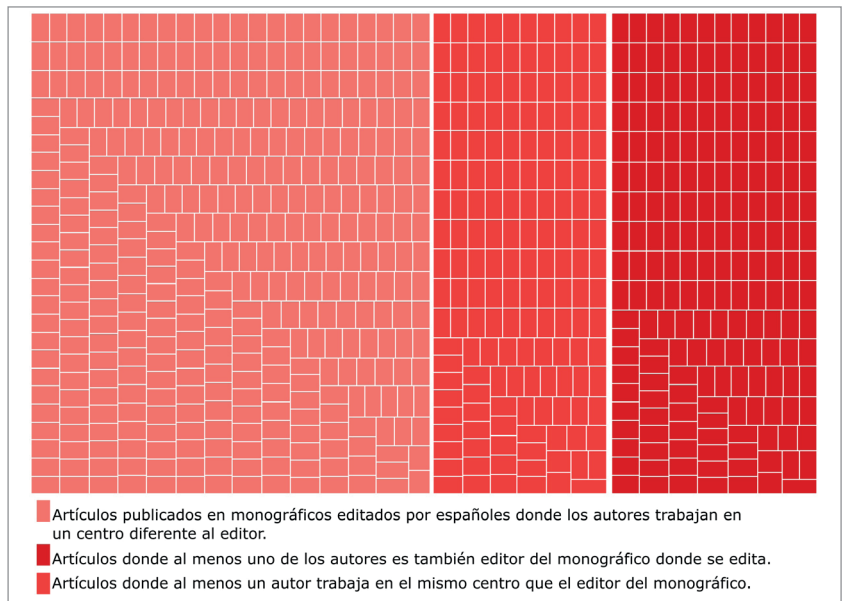 Artículos publicados en monográficos editados por españoles donde los autores trabajan en
un centro diferente al editor.
Artículos donde al menos uno de los autores es también editor del monográfico donde se edita.
Artículos donde al menos un autor trabaja en el mismo centro que el editor del monográfico.